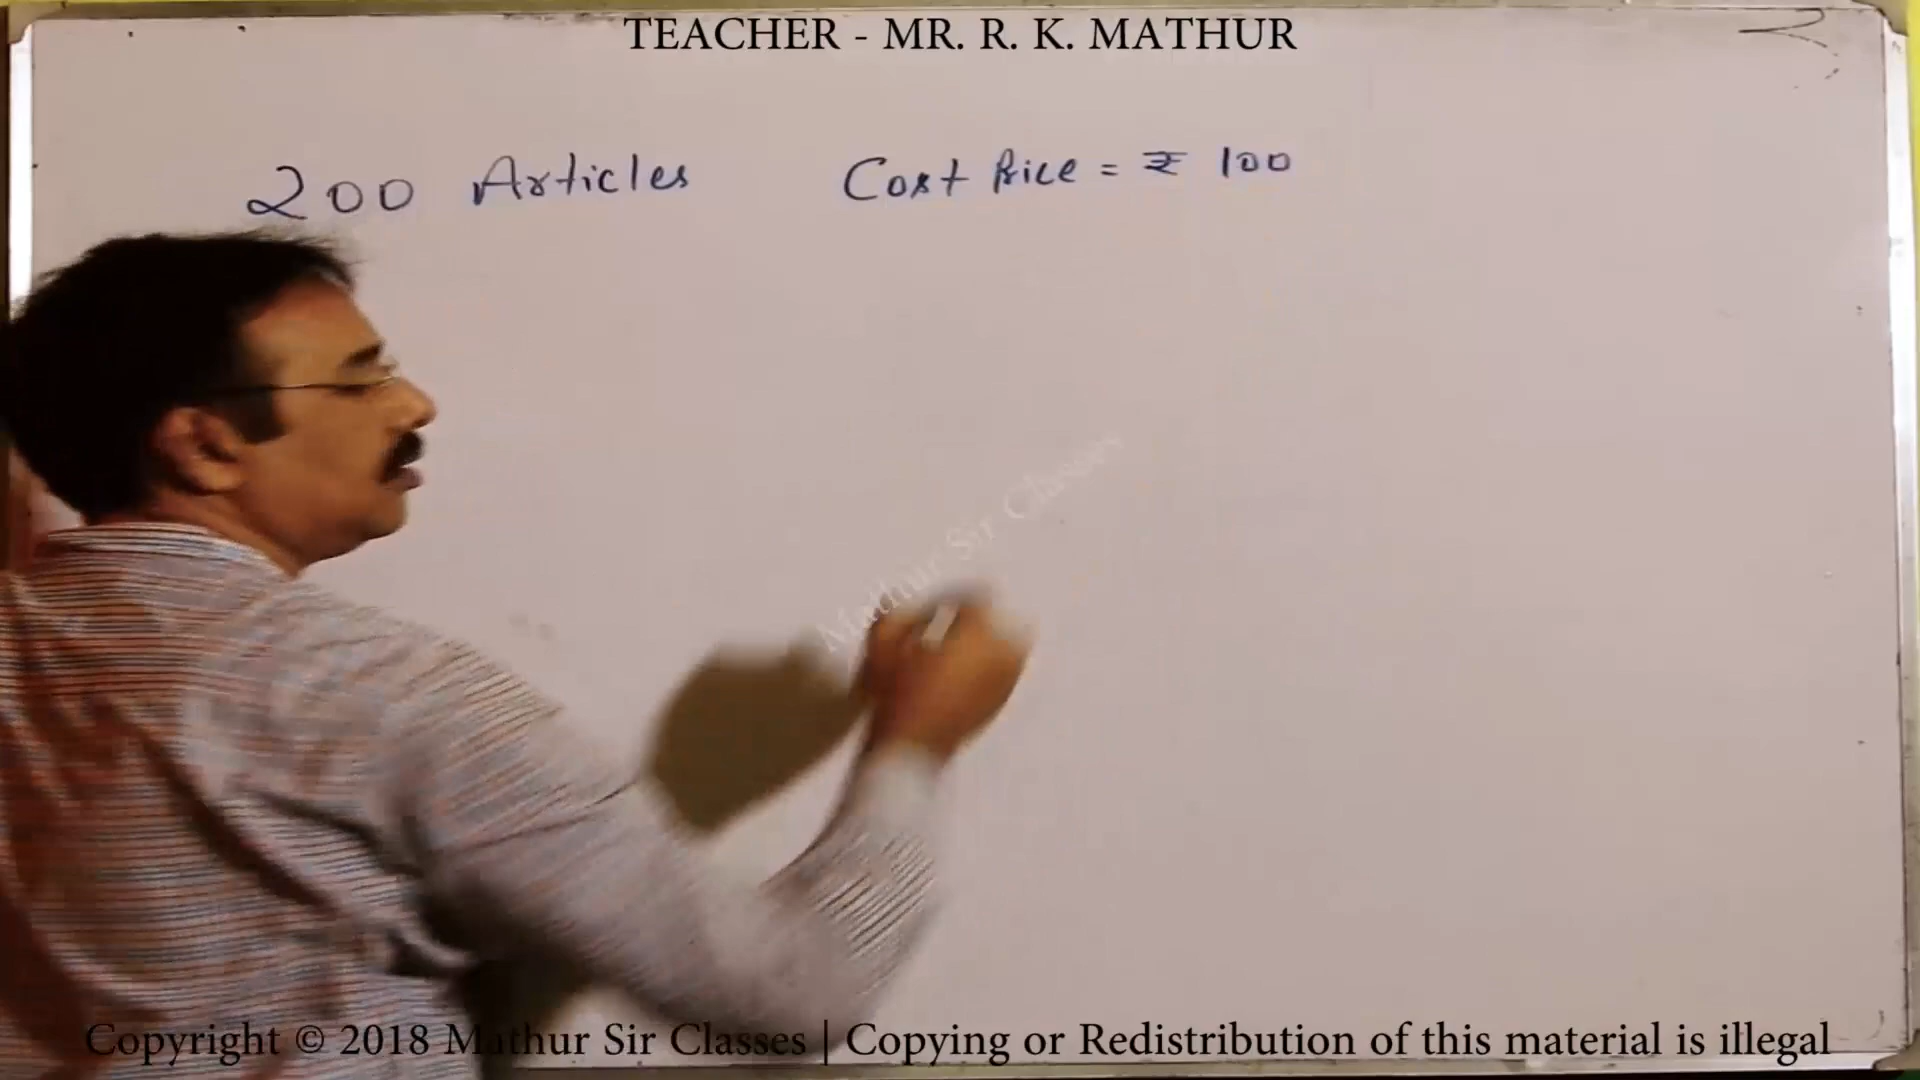 TEACHER - MR. R. K. MATHUR
200 Articles Cost Price = ₹ 100
Mathur Sir Classes
Copyright © 2018 Mathur Sir Classes | Copying or Redistribution of this material is illegal